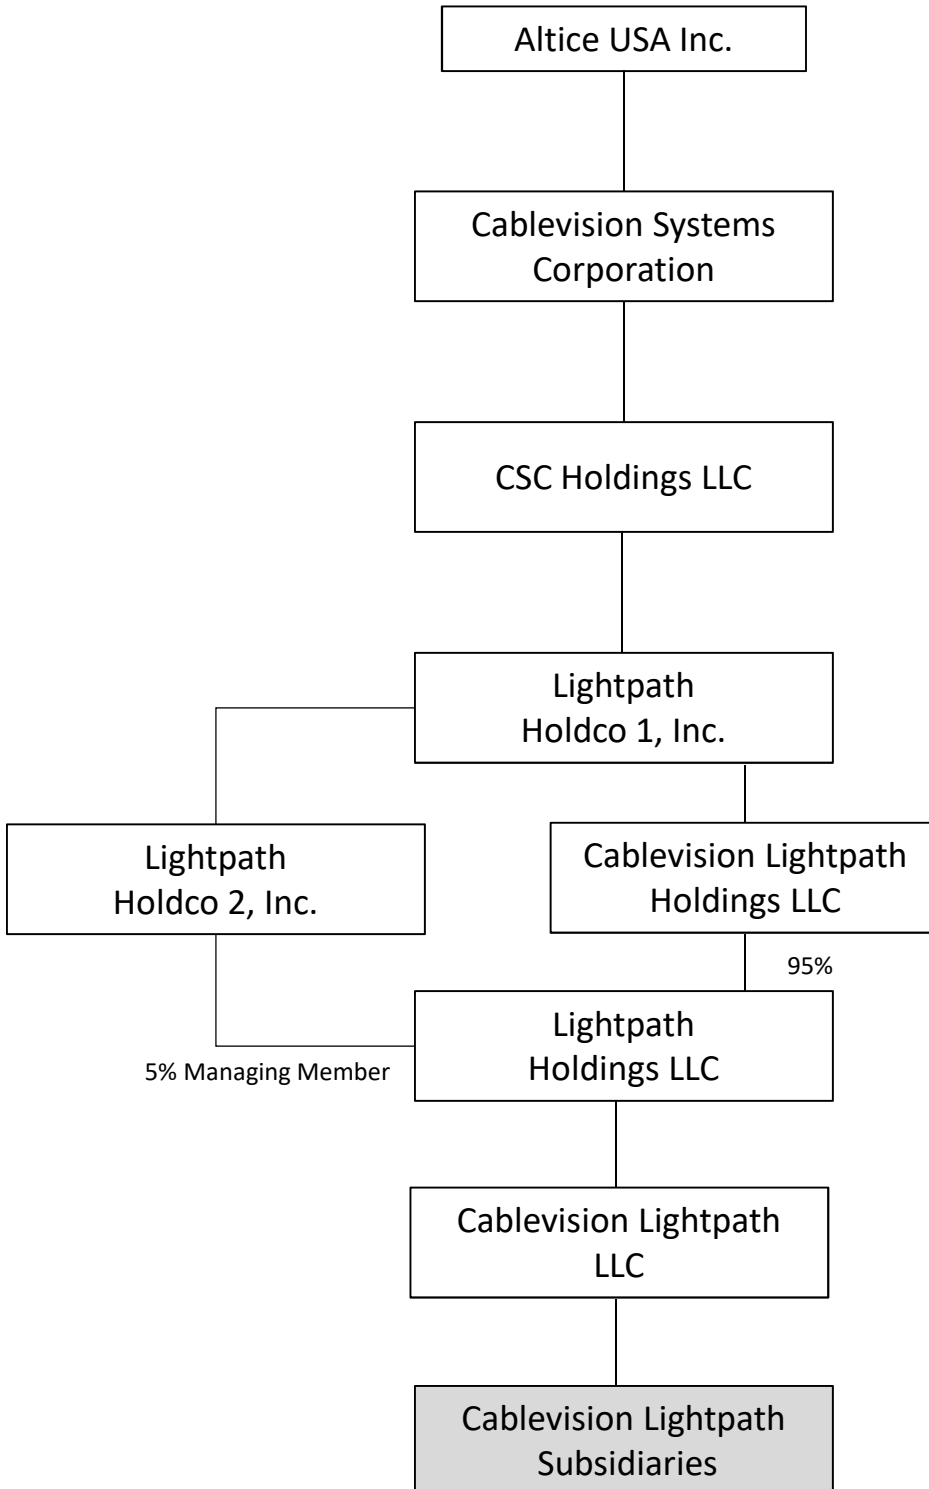 Altice USA Inc.
Cablevision Systems
Corporation
CSC Holdings LLC
Lightpath
Holdco 1, Inc.
Lightpath
Holdco 2, Inc.
Cablevision Lightpath
Holdings LLC
95%
Lightpath
Holdings LLC
5% Managing Member
Cablevision Lightpath
LLC
Cablevision Lightpath
Subsidiaries